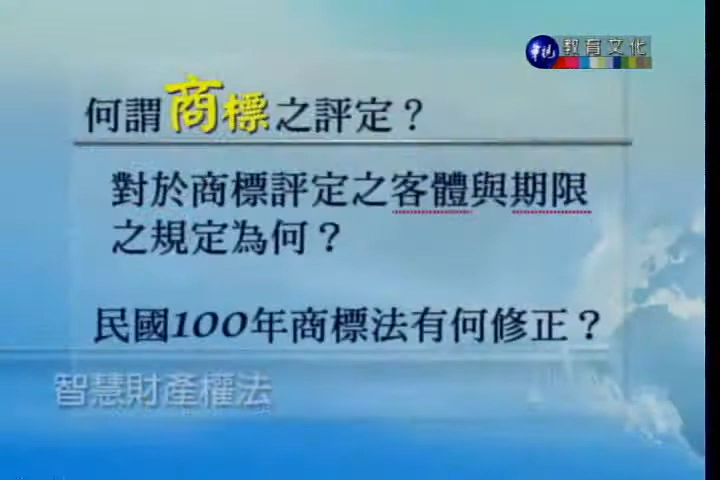 華視 教育文化
何謂商標之評定？
對於商標評定之客體與期限
之規定為何？
民國100年商標法有何修正？
智慧財產權法